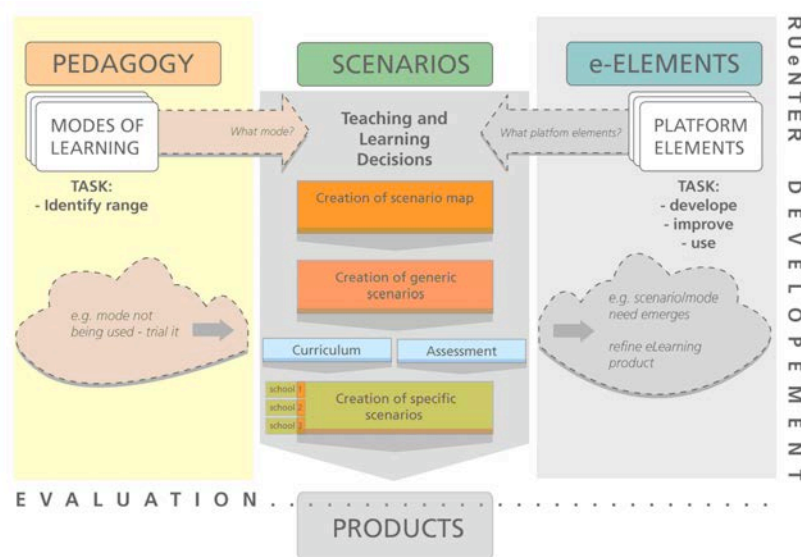 PEDAGOGY
SCENARIOS
e-ELEMENTS
MODES OF
LEARNING
What mode?
Teaching and
Learning
Decisions
What platform elements?
PLATFORM
ELEMENTS
TASK:
- Identify range
TASK:
- develope
- improve
- use
Creation of scenario map
e.g. mode not
being used - trial it
Creation of generic
scenarios
e.g. scenario/mode
need emerges
refine eLearning
product
Curriculum
Assessment
school 1
school 2
school 3
Creation of specific
scenarios
EVALUATION. . . . . . . . . . . . . . . . . . . . . . . . . . . . .
PRODUCTS
RUeNTER DEVELOPEMENT